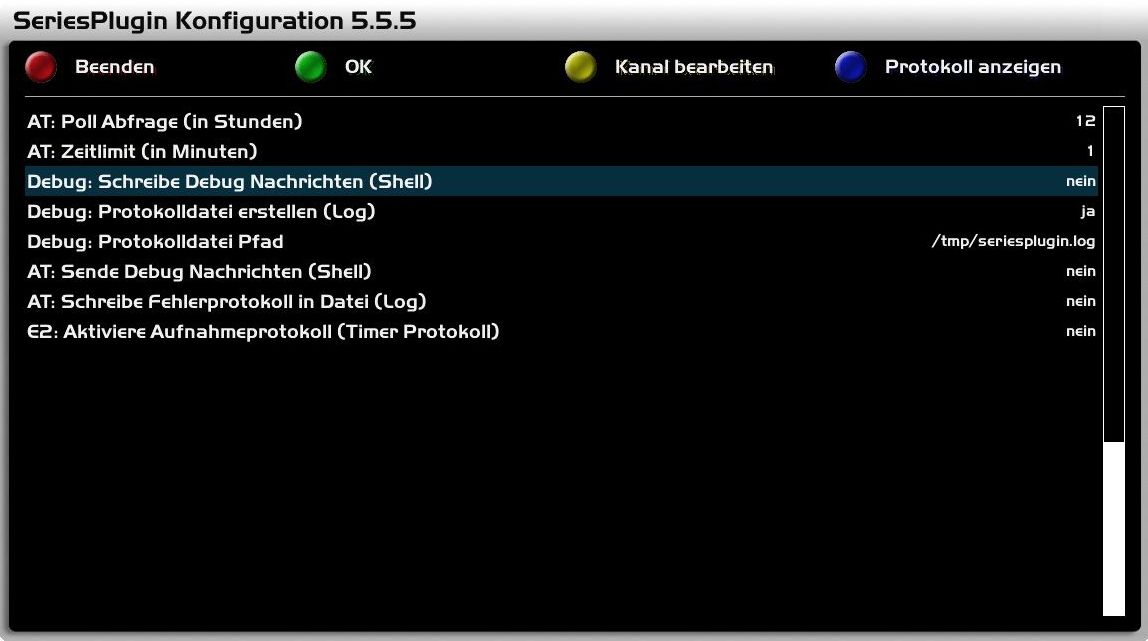 SeriesPlugin Konfiguration 5.5.5
Beenden OK Kanal bearbeiten Protokoll anzeigen
AT: Poll Abfrage (in Stunden) 12
AT: Zeitlimit (in Minuten) 1
Debug: Schreibe Debug Nachrichten (Shell) nein
Debug: Protokolldatei erstellen (Log) ja
Debug: Protokolldatei Pfad /tmp/seriesplugin.log
AT: Sende Debug Nachrichten (Shell) nein
AT: Schreibe Fehlerprotokoll in Datei (Log) nein
E2: Aktiviere Aufnahmeprotokoll (Timer Protokoll) nein